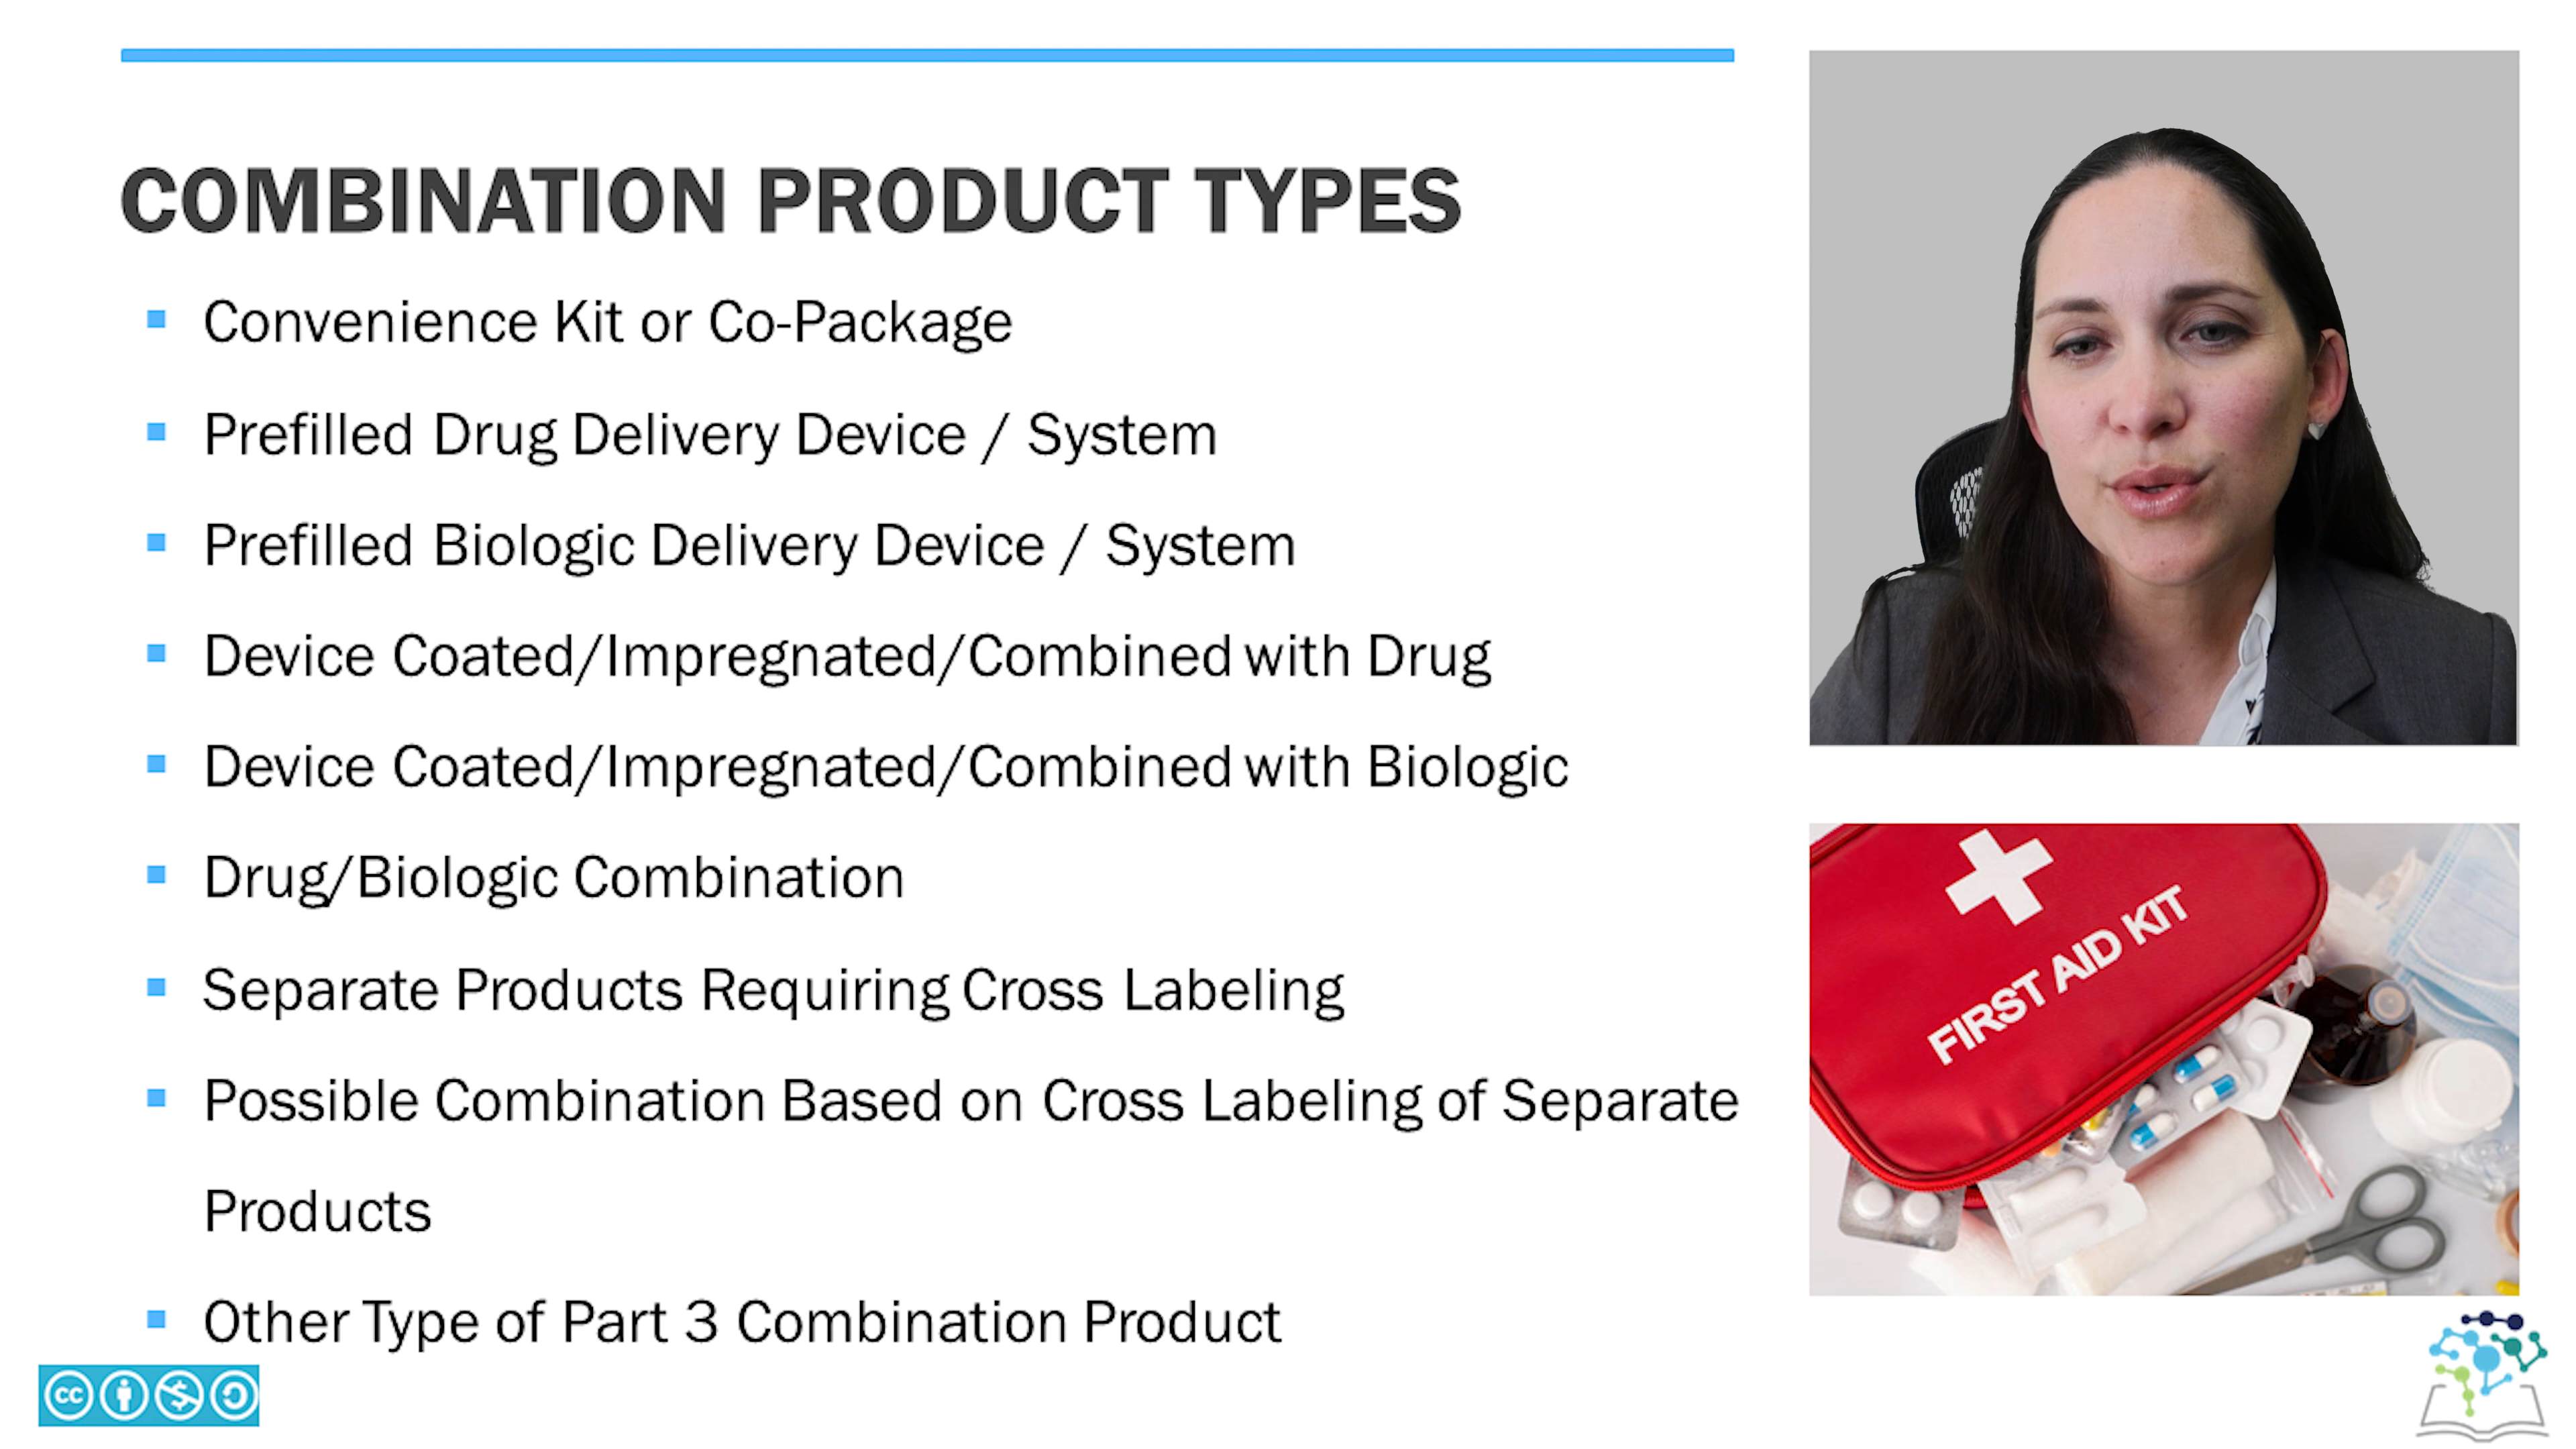 COMBINATION PRODUCT TYPES
Convenience Kit or Co-Package
Prefilled Drug Delivery Device / System
Prefilled Biologic Delivery Device / System
Device Coated/Impregnated/Combined with Drug
Device Coated/Impregnated/Combined with Biologic
Drug/Biologic Combination
Separate Products Requiring Cross Labeling
Possible Combination Based on Cross Labeling of Separate
Products
Other Type of Part 3 Combination Product
FIRST AID KIT
cc